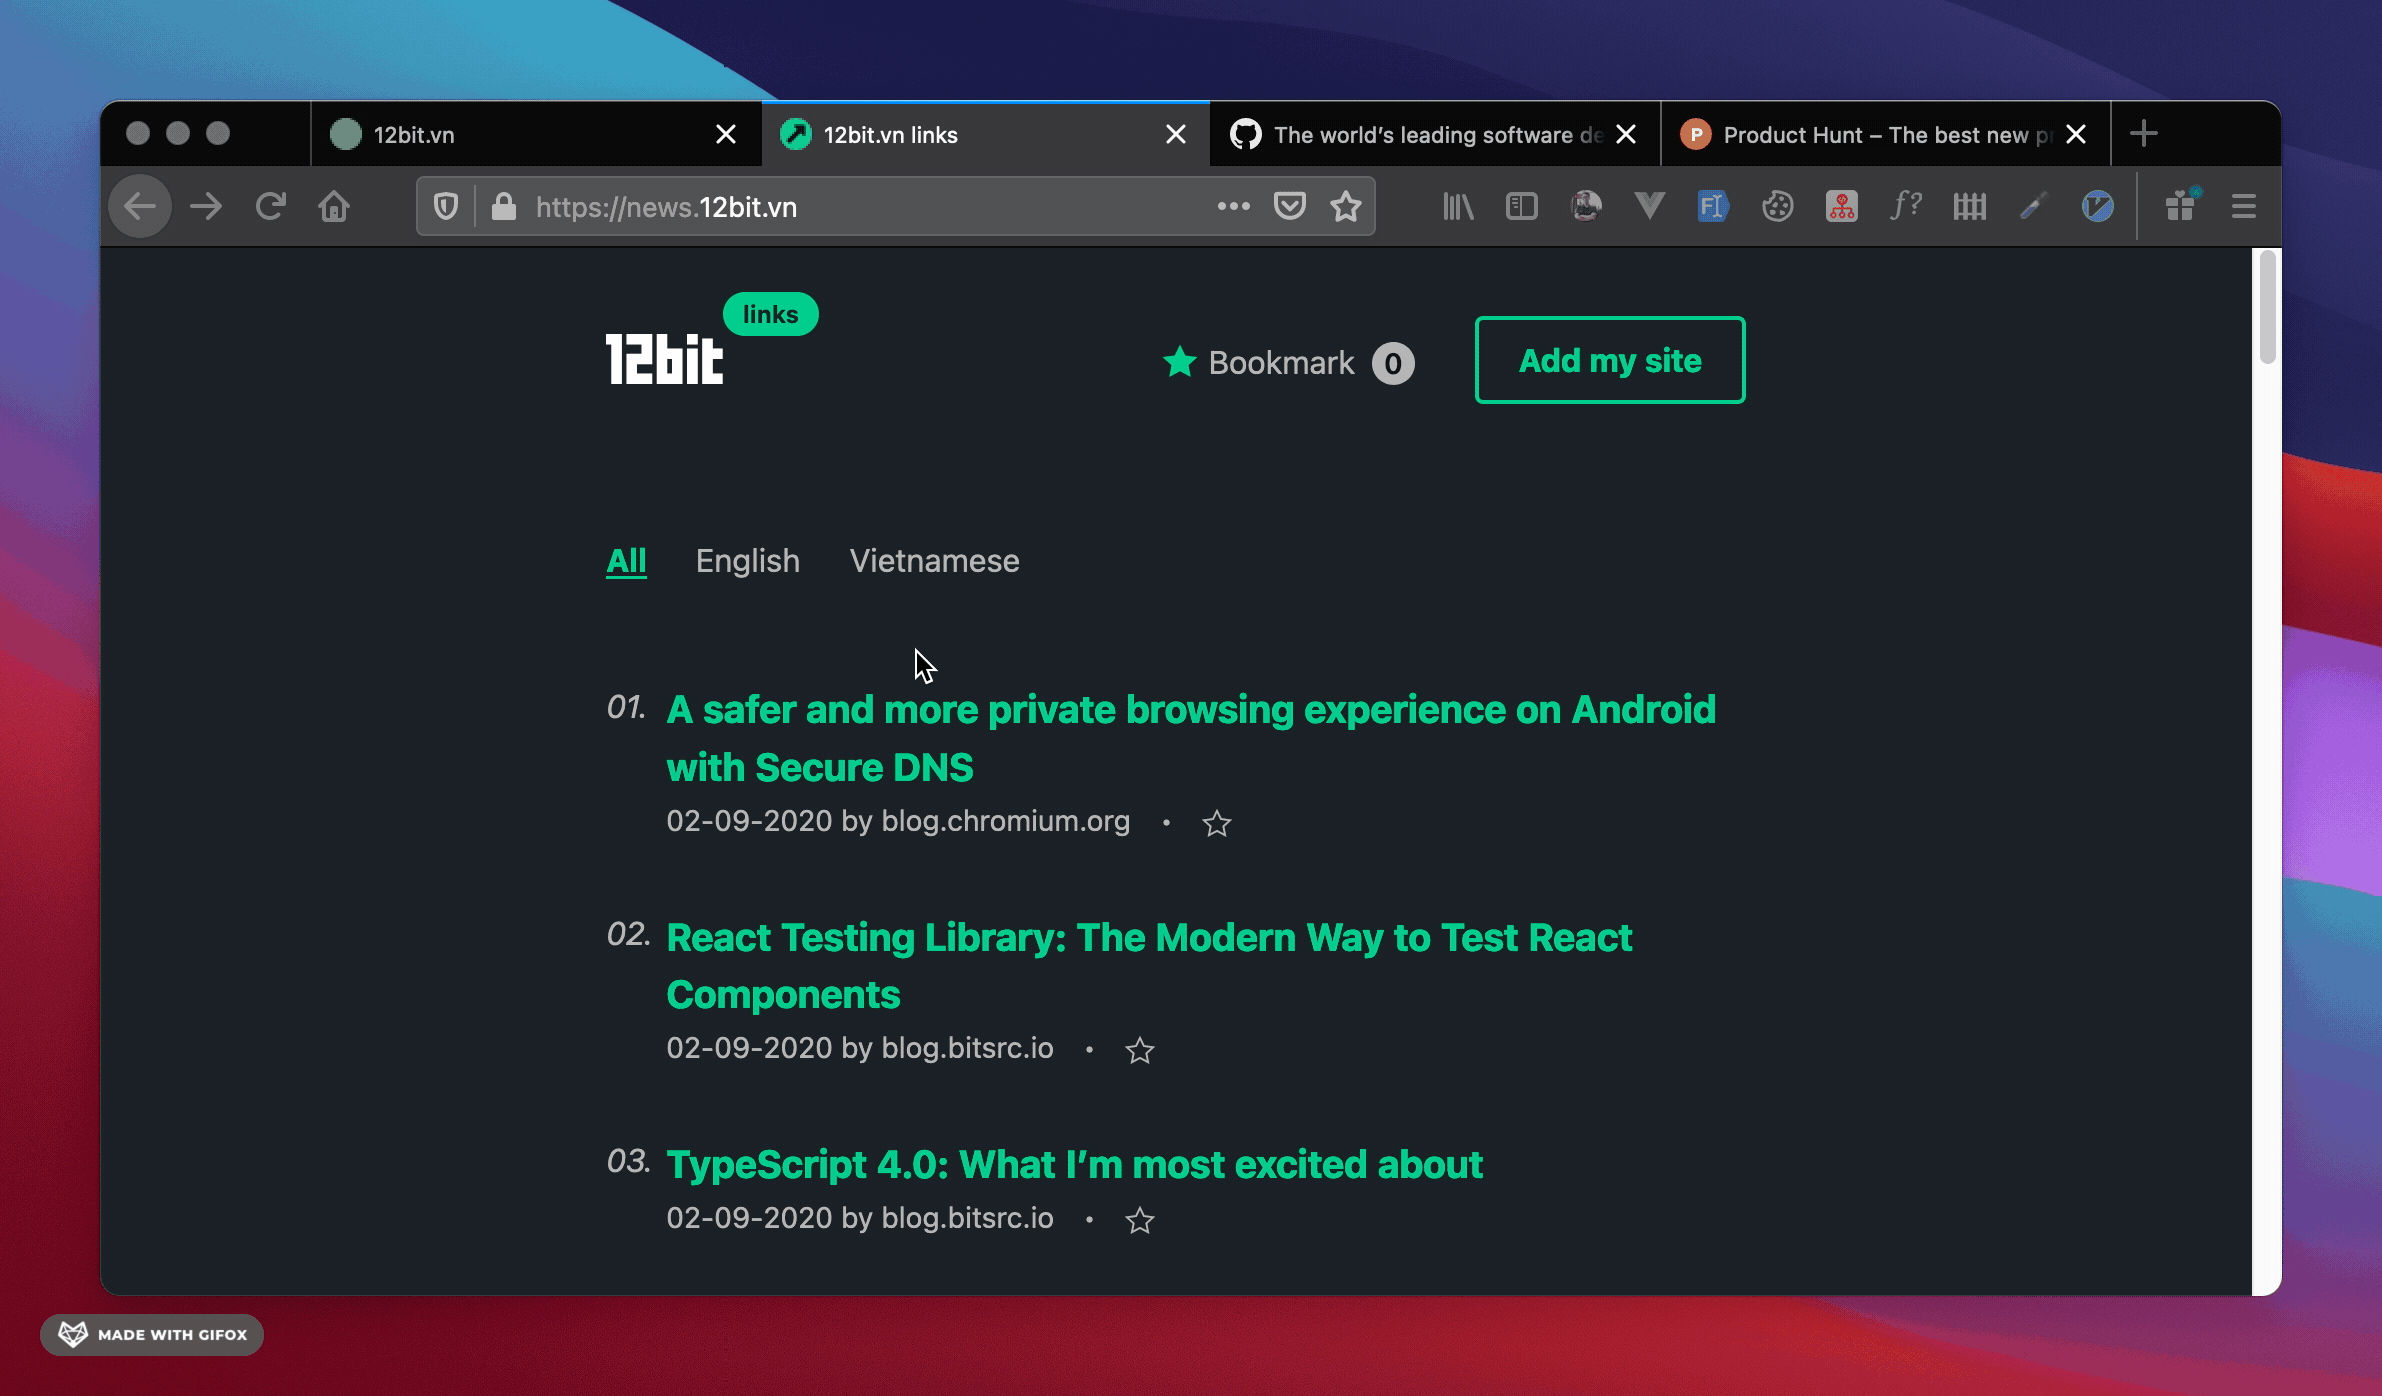 12bit.vn
12bit.vn links
The world’s leading software de
Product Hunt – The best new p
https://news.12bit.vn
links
12bit
Bookmark 0
Add my site
All English Vietnamese
01. A safer and more private browsing experience on Android
with Secure DNS
02-09-2020 by blog.chromium.org •
02. React Testing Library: The Modern Way to Test React
Components
02-09-2020 by blog.bitsrc.io •
03. TypeScript 4.0: What I’m most excited about
02-09-2020 by blog.bitsrc.io •
MADE WITH GIFOX